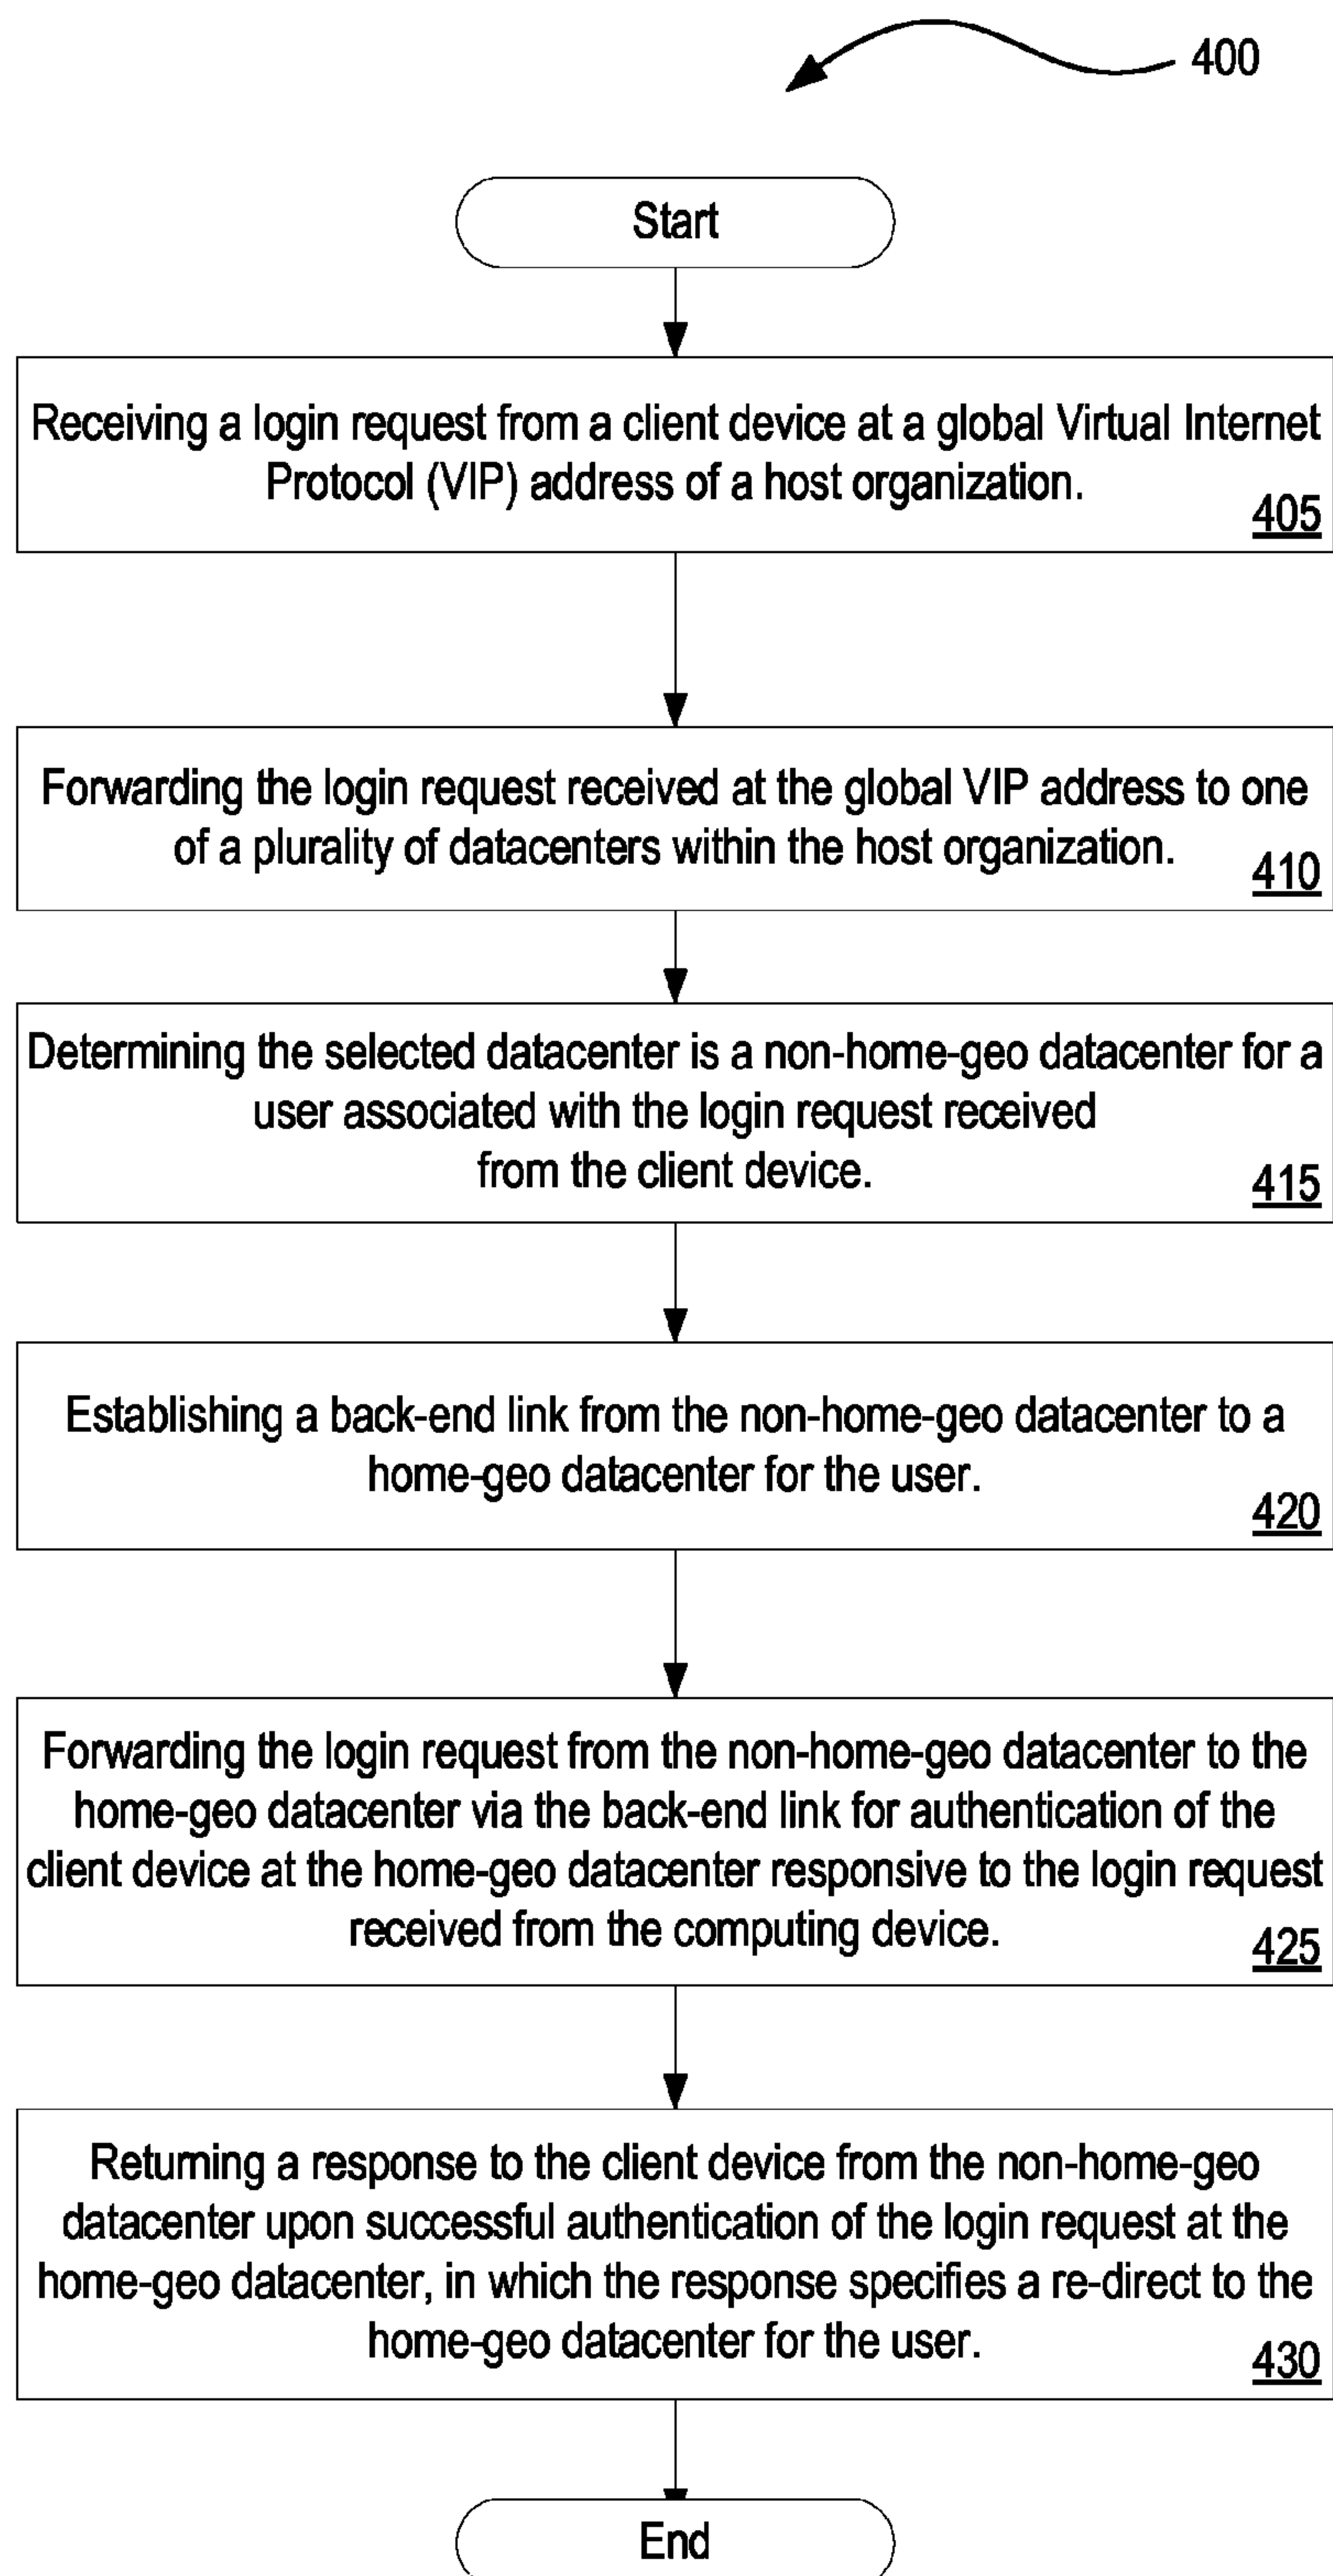 400
Start
Receiving a login request from a client device at a global Virtual Internet
Protocol (VIP) address of a host organization.
405
Forwarding the login request received at the global VIP address to one
of a plurality of datacenters within the host organization.
410
Determining the selected datacenter is a non-home-geo datacenter for a
user associated with the login request received
from the client device.
415
Establishing a back-end link from the non-home-geo datacenter to a
home-geo datacenter for the user.
420
Forwarding the login request from the non-home-geo datacenter to the
home-geo datacenter via the back-end link for authentication of the
client device at the home-geo datacenter responsive to the login request
received from the computing device.
425
Returning a response to the client device from the non-home-geo
datacenter upon successful authentication of the login request at the
home-geo datacenter, in which the response specifies a re-direct to the
home-geo datacenter for the user.
430
End